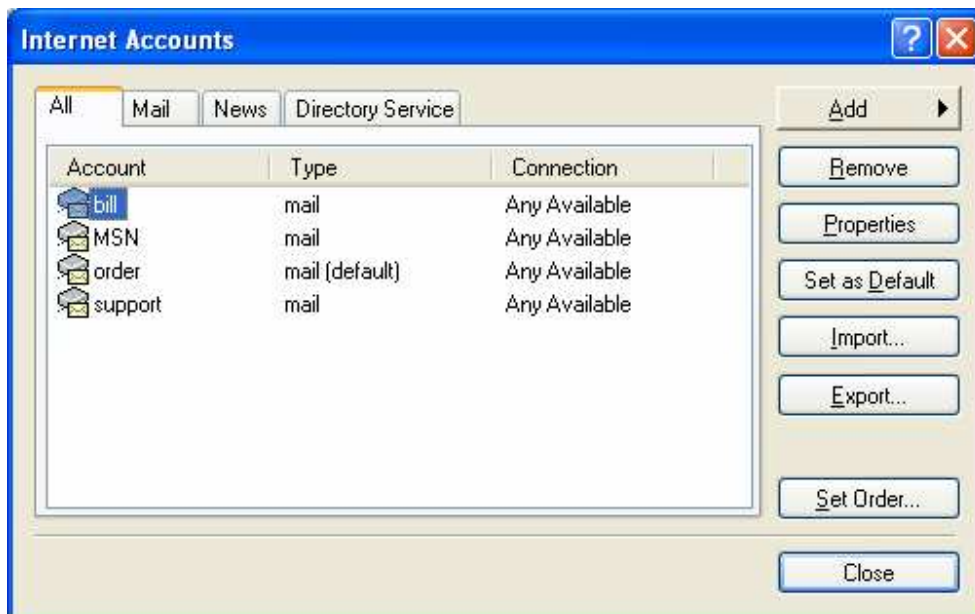 Internet Accounts
All Mail News Directory Service
Account Type Connection
bill mail Any Available
MSN mail Any Available
order mail (default) Any Available
support mail Any Available
Add
Remove
Properties
Set as Default
Import...
Export...
Set Order...
Close